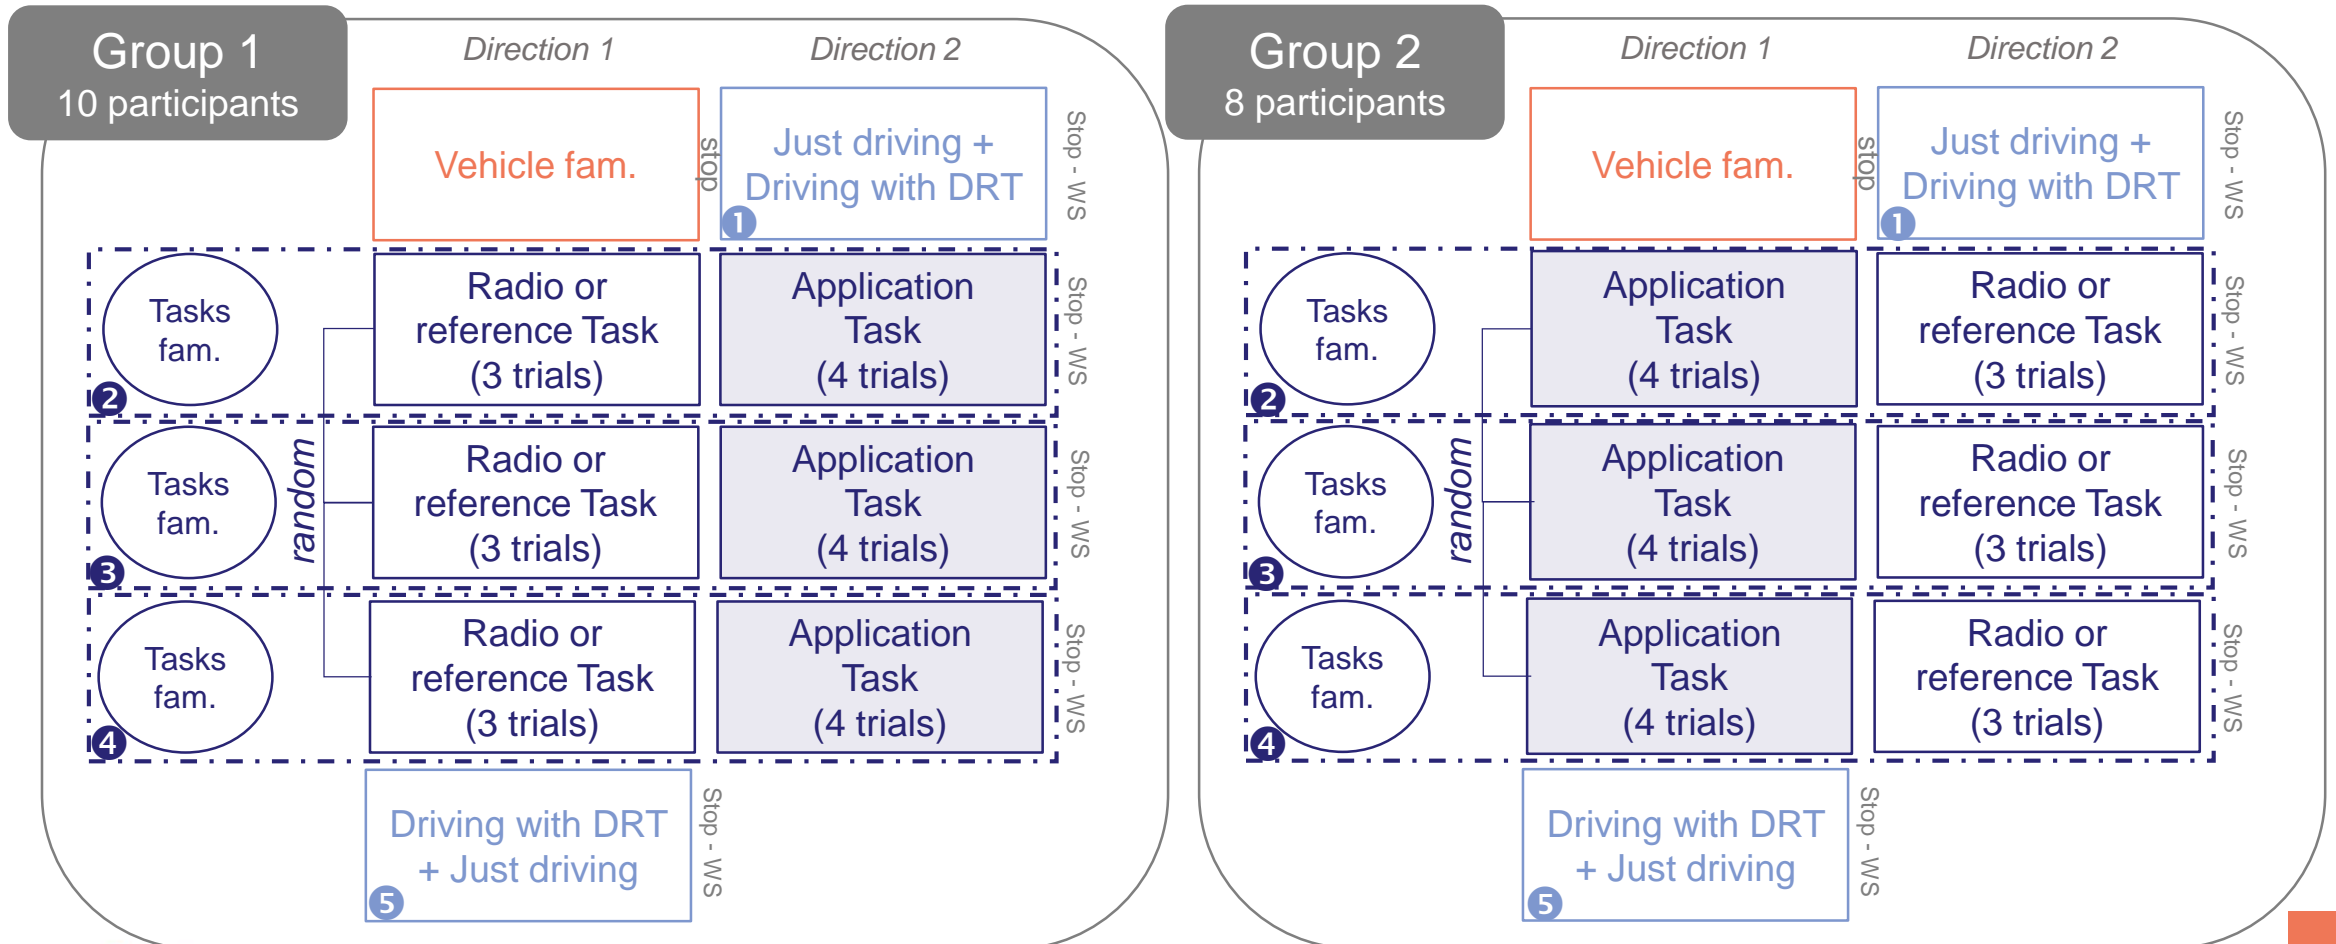 Group 1
10 participants
Direction 1
Direction 2
Vehicle fam.
stop
Just driving +
Driving with DRT
1
Stop - WS
Tasks
fam.
2
Radio or
reference Task
(3 trials)
Application
Task
(4 trials)
Stop - WS
Tasks
fam.
3
random
Radio or
reference Task
(3 trials)
Application
Task
(4 trials)
Stop - WS
Tasks
fam.
4
Radio or
reference Task
(3 trials)
Application
Task
(4 trials)
Stop - WS
Driving with DRT
+ Just driving
5
Stop - WS
Group 2
8 participants
Direction 1
Direction 2
Vehicle fam.
stop
Just driving +
Driving with DRT
1
Stop - WS
Tasks
fam.
2
Application
Task
(4 trials)
Radio or
reference Task
(3 trials)
Stop - WS
Tasks
fam.
3
random
Application
Task
(4 trials)
Radio or
reference Task
(3 trials)
Stop - WS
Tasks
fam.
4
Application
Task
(4 trials)
Radio or
reference Task
(3 trials)
Stop - WS
Driving with DRT
+ Just driving
5
Stop - WS